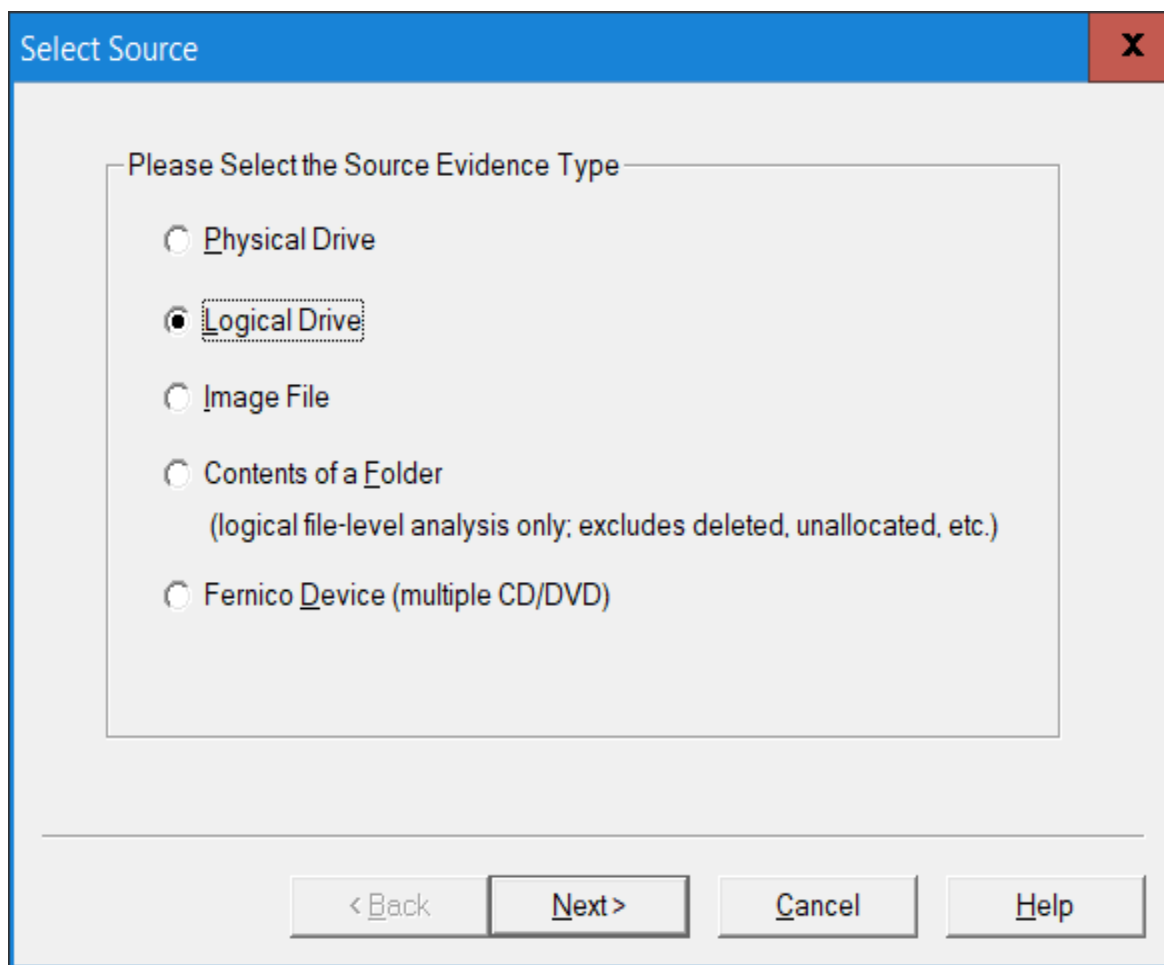 Select Source
X
Please Select the Source Evidence Type
Physical Drive
Logical Drive
Image File
Contents of a Folder
(logical file-level analysis only; excludes deleted, unallocated, etc.)
Fernico Device (multiple CD/DVD)
< Back
Next >
Cancel
Help